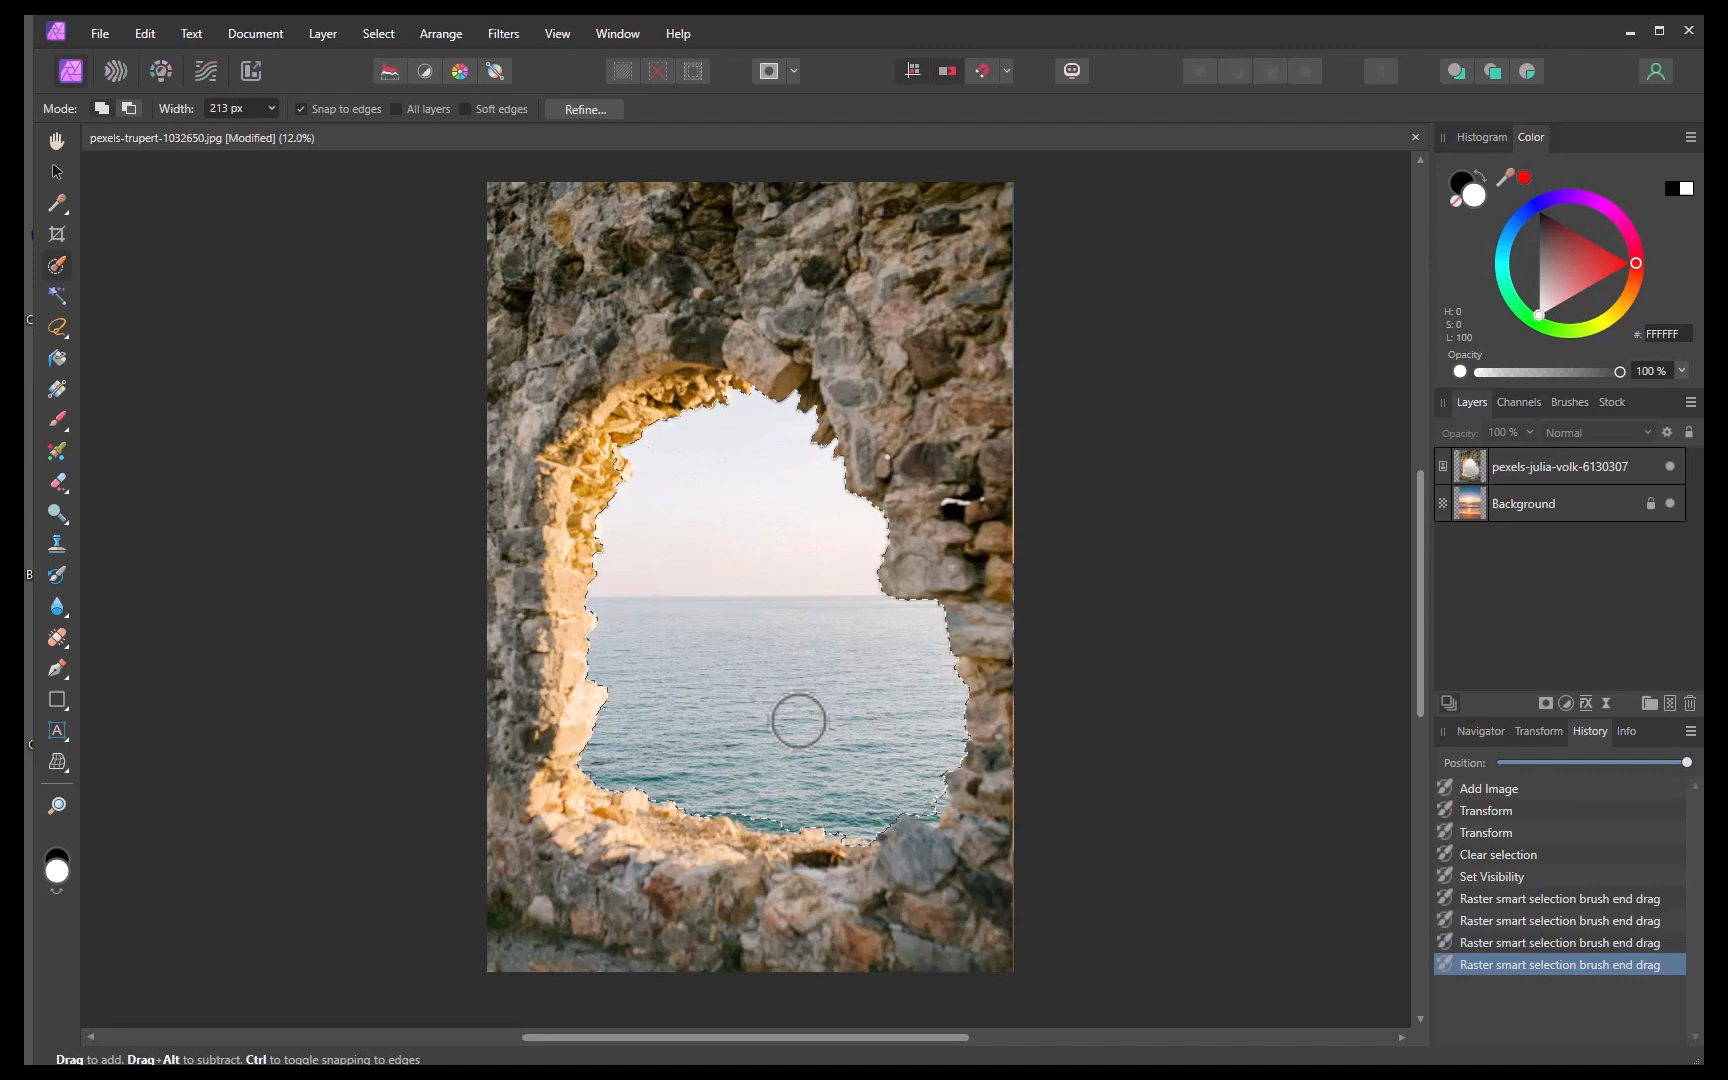 File Edit Text Document Layer Select Arrange Filters View Window Help
Mode: Width: 213 px Snap to edges All layers Soft edges Refine...
pexels-trupert-1032650.jpg [Modified] (12.0%)
Histogram Color
H: 0
S: 0
L: 100
#: FFFFFF
Opacity
100 %
Layers Channels Brushes Stock
Opacity: 100 % Normal
pexels-julia-volk-6130307
Background
Navigator Transform History Info
Position:
Add Image
Transform
Transform
Clear selection
Set Visibility
Raster smart selection brush end drag
Raster smart selection brush end drag
Raster smart selection brush end drag
Raster smart selection brush end drag
Drag to add. Drag+Alt to subtract. Ctrl to toggle snapping to edges